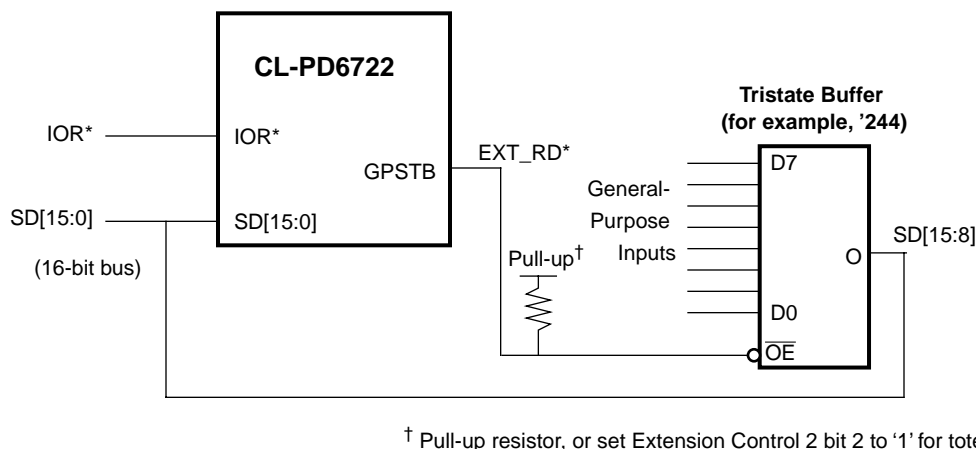 CL-PD6722
Tristate Buffer
(for example, '244)
IOR*
IOR*
EXT_RD*
D7
GPSTB
General-
SD[15:0]
SD[15:0]
Purpose
SD[15:8]
(16-bit bus)
Pull-up†
Inputs
O
D0
OE
† Pull-up resistor, or set Extension Control 2 bit 2 to '1' for